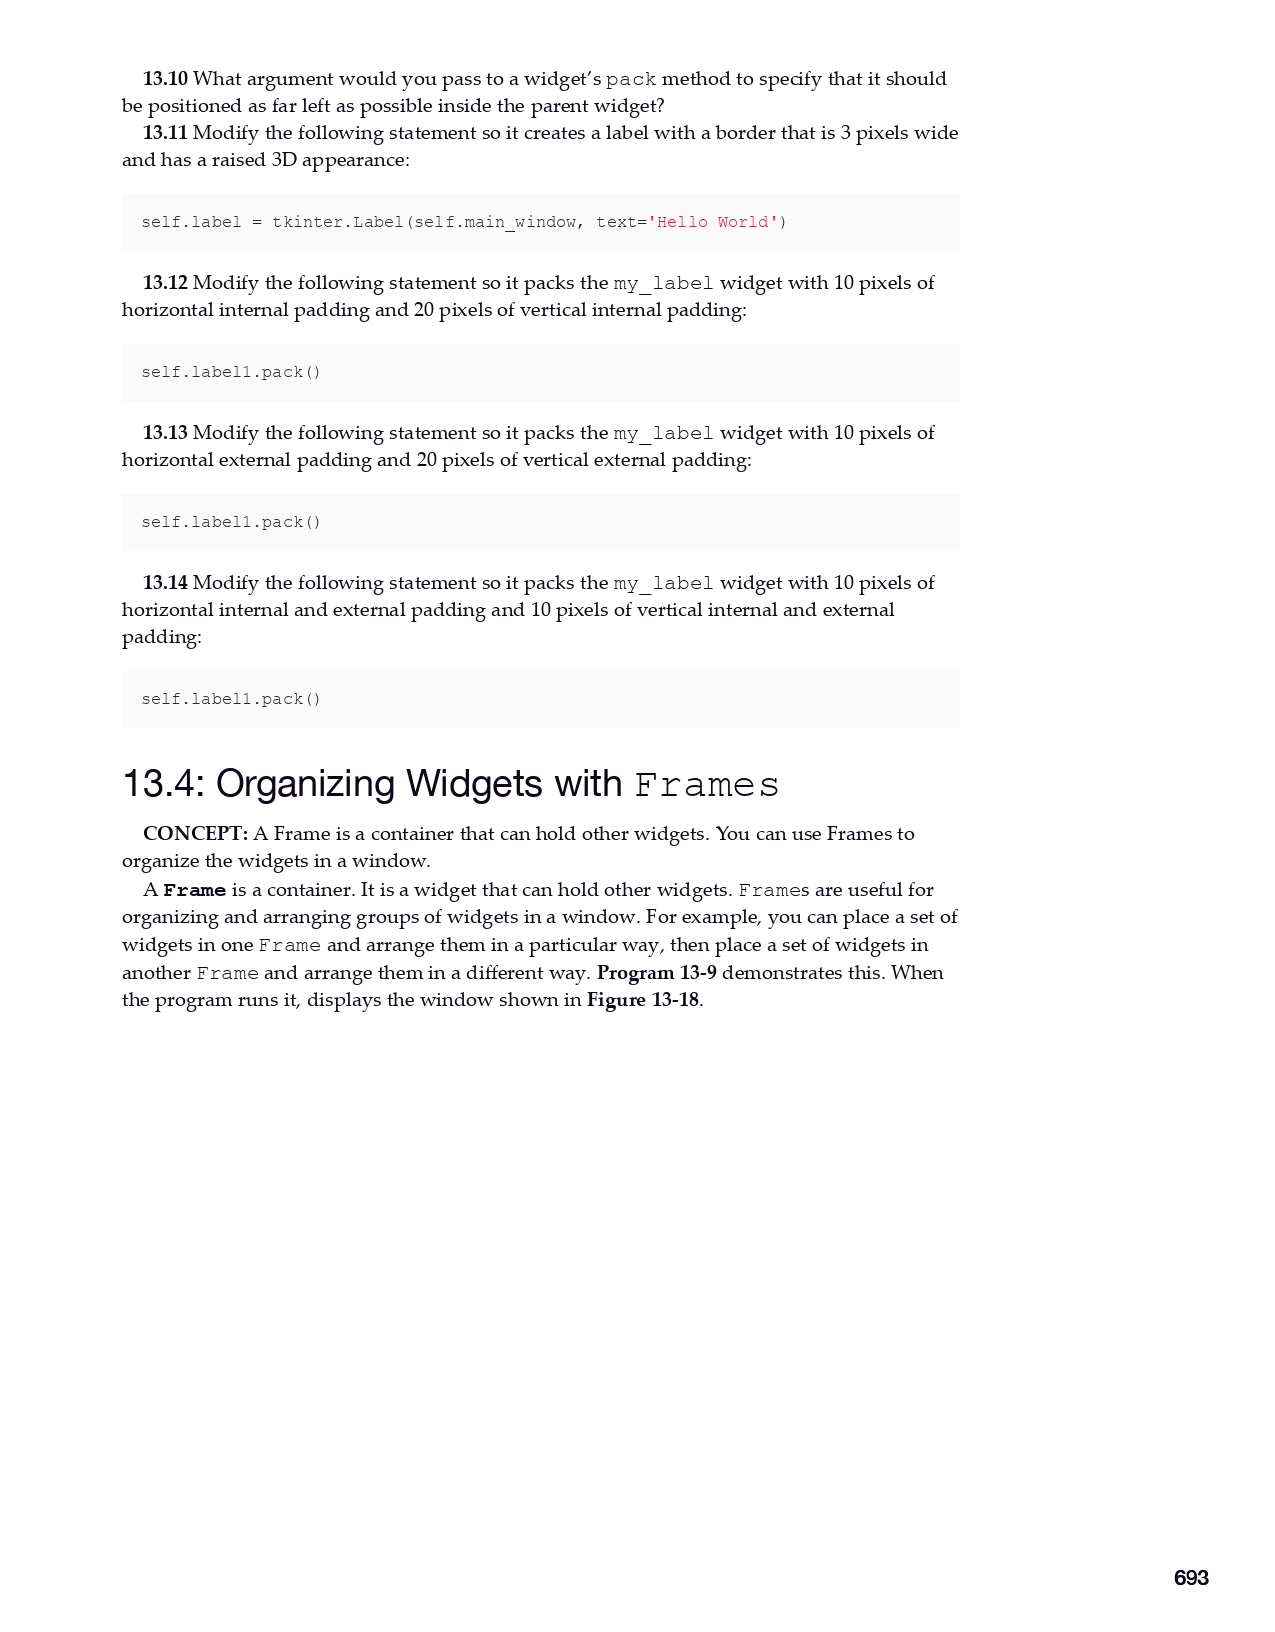 13.10 What argument would you pass to a widget’s pack method to specify that it should
be positioned as far left as possible inside the parent widget?
13.11 Modify the following statement so it creates a label with a border that is 3 pixels wide
and has a raised 3D appearance:
self.label = tkinter.Label(self.main_window, text='Hello World')
13.12 Modify the following statement so it packs the my_label widget with 10 pixels of
horizontal internal padding and 20 pixels of vertical internal padding:
self.label1.pack()
13.13 Modify the following statement so it packs the my_label widget with 10 pixels of
horizontal external padding and 20 pixels of vertical external padding:
self.label1.pack()
13.14 Modify the following statement so it packs the my_label widget with 10 pixels of
horizontal internal and external padding and 10 pixels of vertical internal and external
padding:
self.label1.pack()
13.4: Organizing Widgets with Frames
CONCEPT: A Frame is a container that can hold other widgets. You can use Frames to
organize the widgets in a window.
A Frame is a container. It is a widget that can hold other widgets. Frames are useful for
organizing and arranging groups of widgets in a window. For example, you can place a set of
widgets in one Frame and arrange them in a particular way, then place a set of widgets in
another Frame and arrange them in a different way. Program 13-9 demonstrates this. When
the program runs it, displays the window shown in Figure 13-18.
693